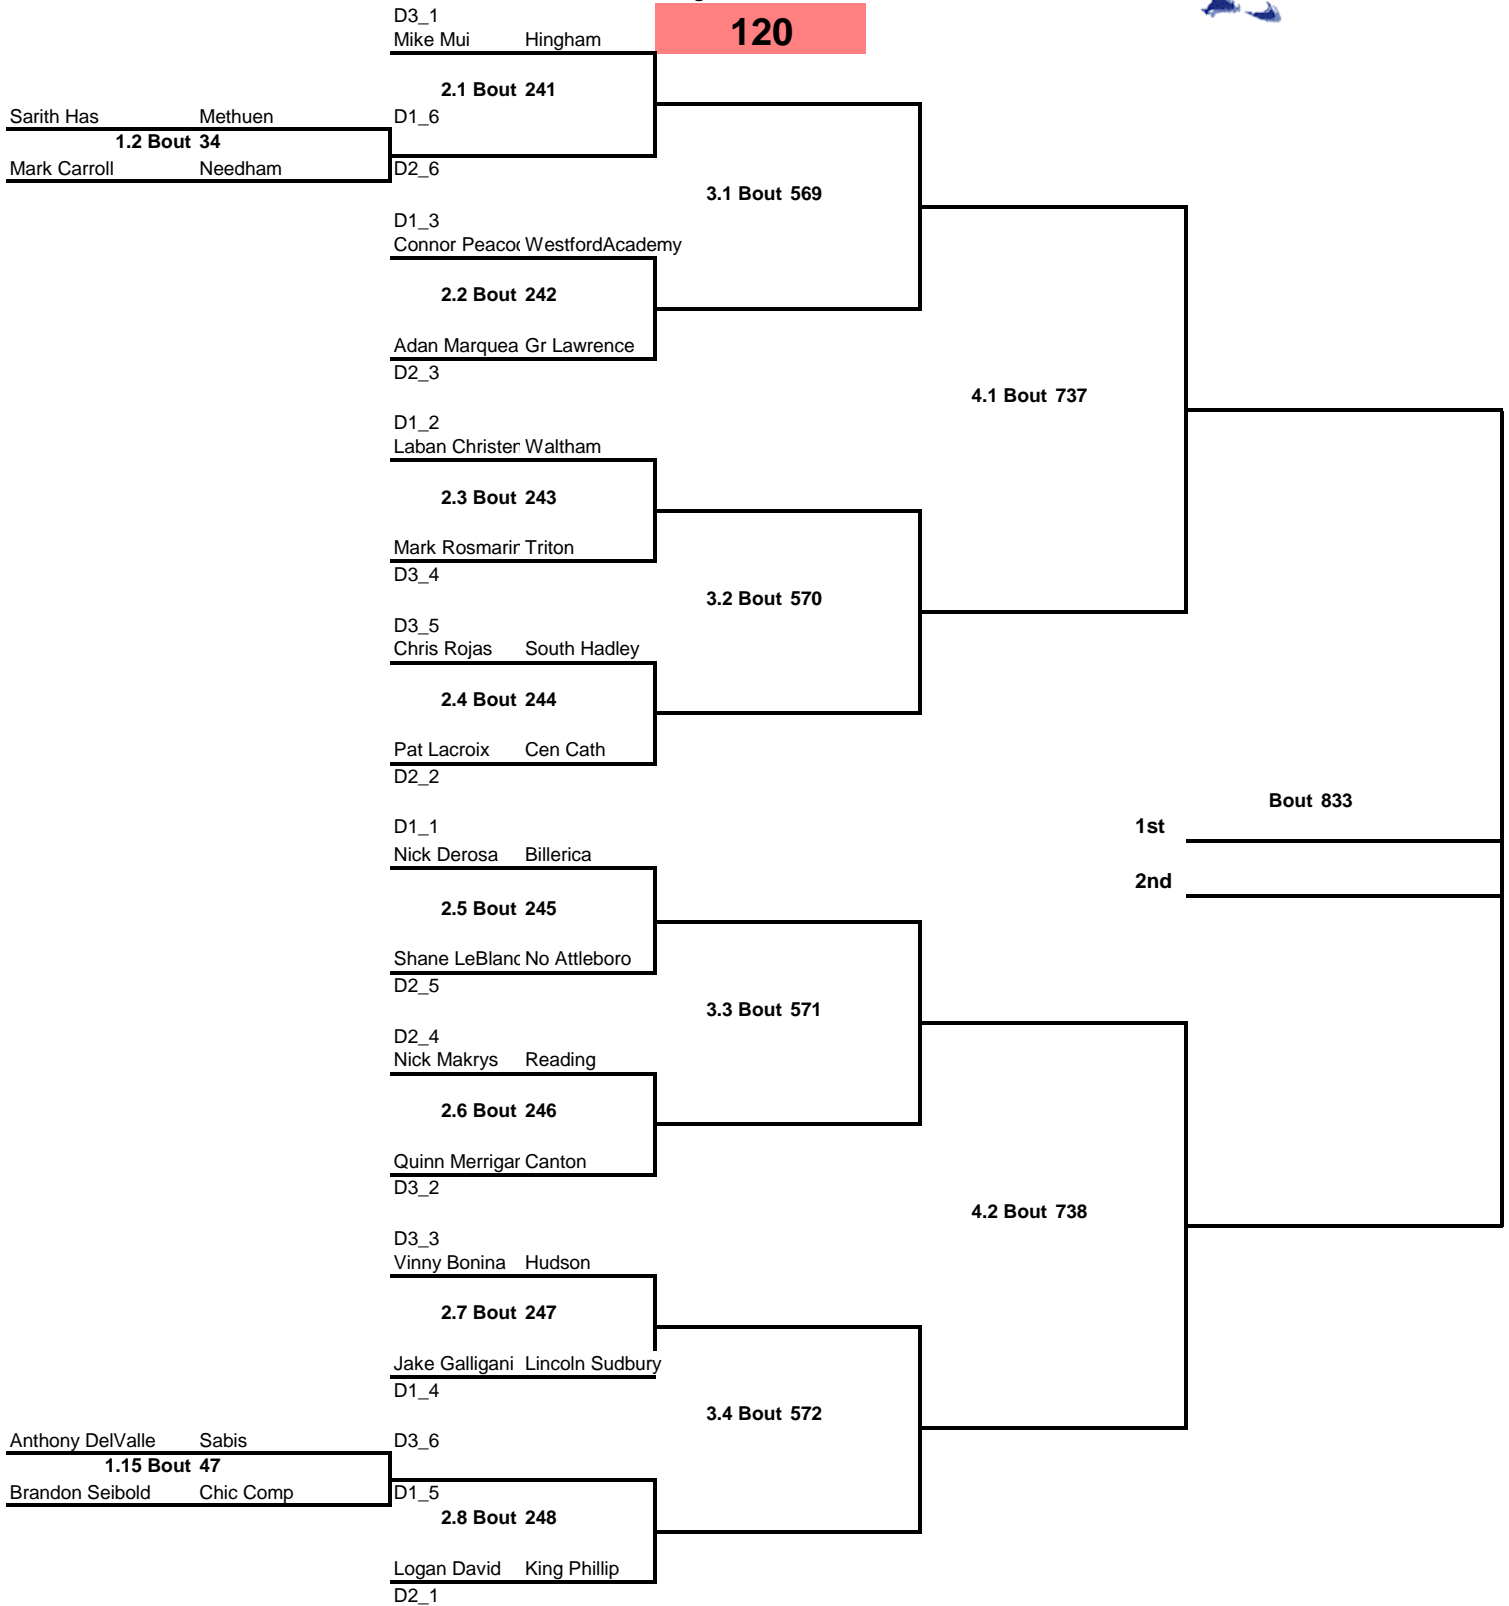 D3_1
120
Mike Mui Hingham
2.1 Bout 241
Sarith Has Methuen D1_6
1.2 Bout 34
Mark Carroll Needham D2_6
3.1 Bout 569
D1_3
Connor Peacoc WestfordAcademy
2.2 Bout 242
Adan Marquea Gr Lawrence
D2_3
4.1 Bout 737
D1_2
Laban Christen Waltham
2.3 Bout 243
Mark Rosmarin Triton
D3_4
3.2 Bout 570
D3_5
Chris Rojas South Hadley
2.4 Bout 244
Pat Lacroix Cen Cath
D2_2
Bout 833
D1_1 1st
Nick Derosa Billerica
2nd
2.5 Bout 245
Shane LeBlanc No Attleboro
D2_5
3.3 Bout 571
D2_4
Nick Makrys Reading
2.6 Bout 246
Quinn Merrigan Canton
D3_2
4.2 Bout 738
D3_3
Vinny Bonina Hudson
2.7 Bout 247
Jake Galligani Lincoln Sudbury
D1_4
3.4 Bout 572
Anthony DelValle Sabis D3_6
1.15 Bout 47
Brandon Seibold Chic Comp D1_5
2.8 Bout 248
Logan David King Phillip
D2_1